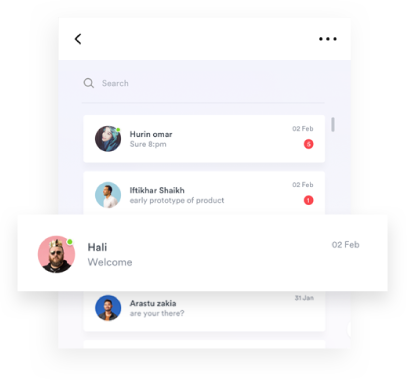 Search
Hurin omar
02 Feb
Sure 8:pm
5
Iftikhar Shaikh
02 Feb
early prototype of product
1
Hali
02 Feb
Welcome
Arastu zakia
31 Jan
are your there?